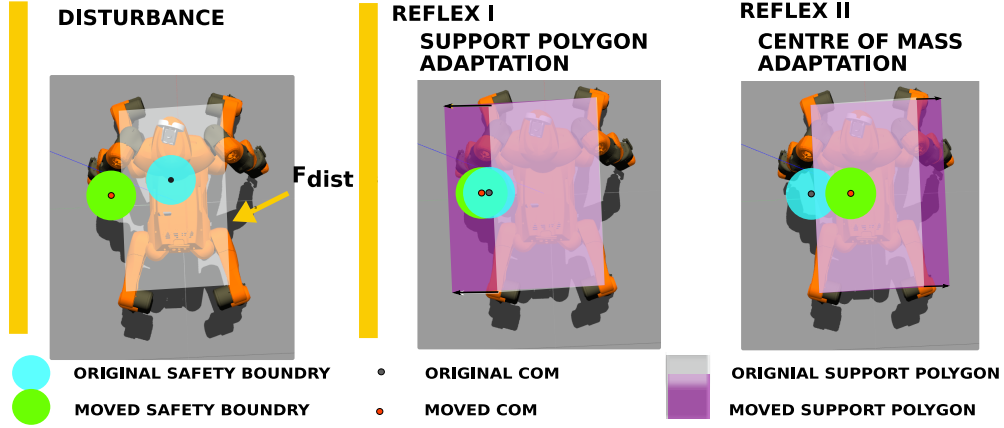 DISTURBANCE
Fdist
REFLEX I
SUPPORT POLYGON
ADAPTATION
REFLEX II
CENTRE OF MASS
ADAPTATION
ORIGINAL SAFETY BOUNDRY
ORIGINAL COM
ORIGNIAL SUPPORT POLYGON
MOVED SAFETY BOUNDRY
MOVED COM
MOVED SUPPORT POLYGON